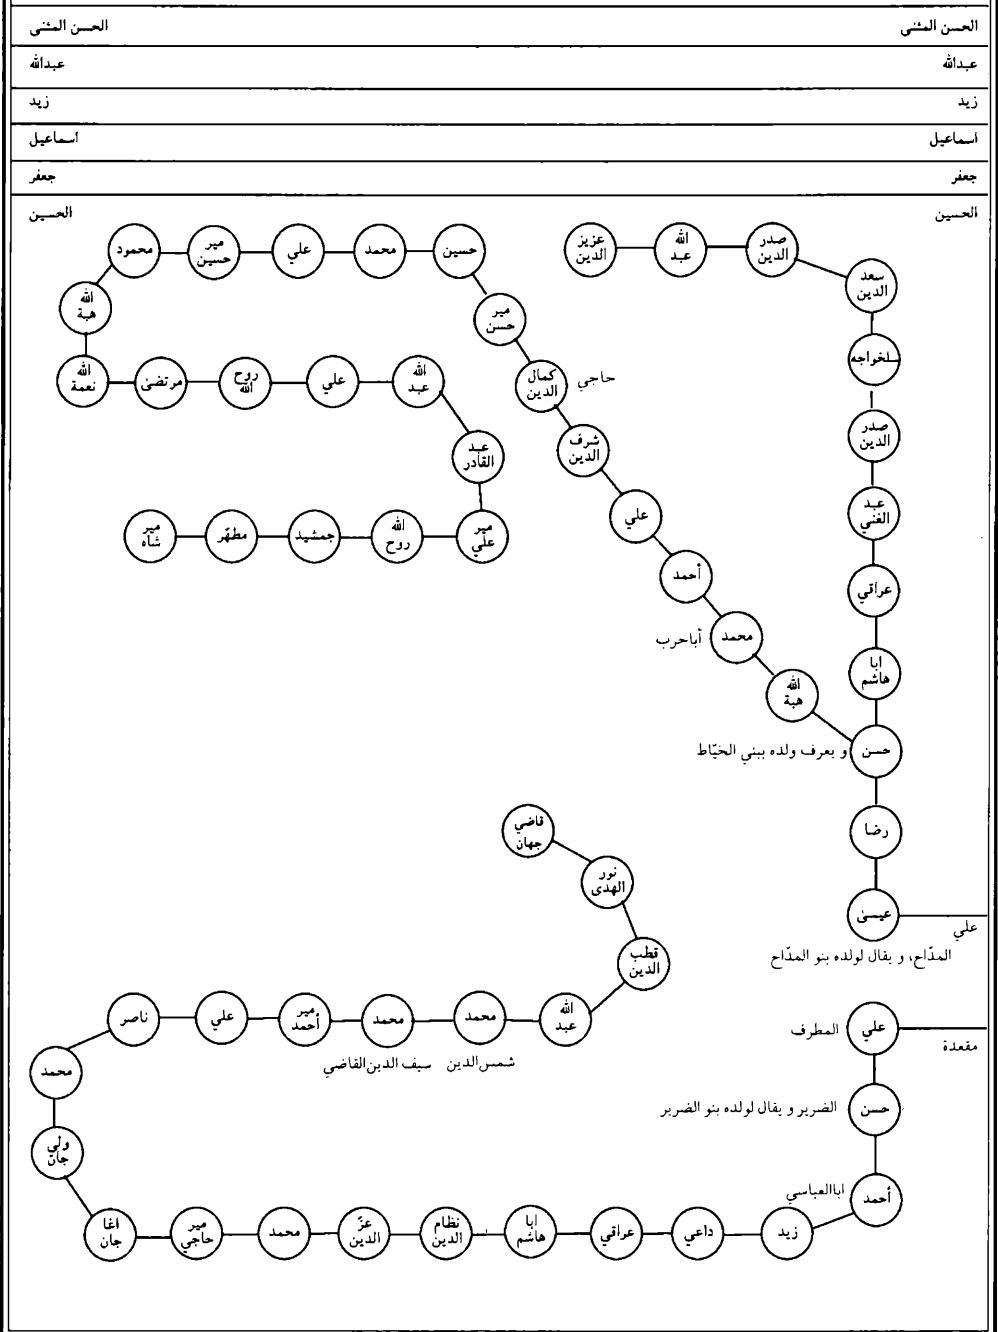 الحسن المثنى
الحسن المثنى
عبدالله
عبدالله
زيد
زيد
اسماعيل
اسماعيل
جعفر
جعفر
الحسين
الحسين
صدر الدين
الله عبد
عزيز الدين
سعد الدين
صدر الدين
عبد الغني
عراقي
ابا هاشم
حسن
و يعرف ولده ببني الخيّاط
رضا
عيسىٰ
علي
المدّاح، و يقال لولده بنو المدّاح
الله هبة
محمد
أباحرب
أحمد
علي
شرف الدين
كمال الدين
حاجي
مير حسن
حسين
محمد
علي
مير حسين
محمود
الله هبة
الله نعمة
مرتضىٰ
روح الله
علي
الله عبد
عبد القادر
مير علي
الله روح
جمشيد
مطهّر
مير شاه
علي
المطرف
مقعدة
حسن
الضرير و يقال لولده بنو الضرير
أحمد
اباالعباسي
زيد
داعي
عراقي
ابا هاشم
نظام الدين
عزّ الدين
محمد
مير حاجي
اغا جان
ولي جان
محمد
ناصر
علي
مير أحمد
محمد
سيف الدين القاضي
محمد
شمس الدين
الله عبد
قطب الدين
نور الهدى
قاضي جهان